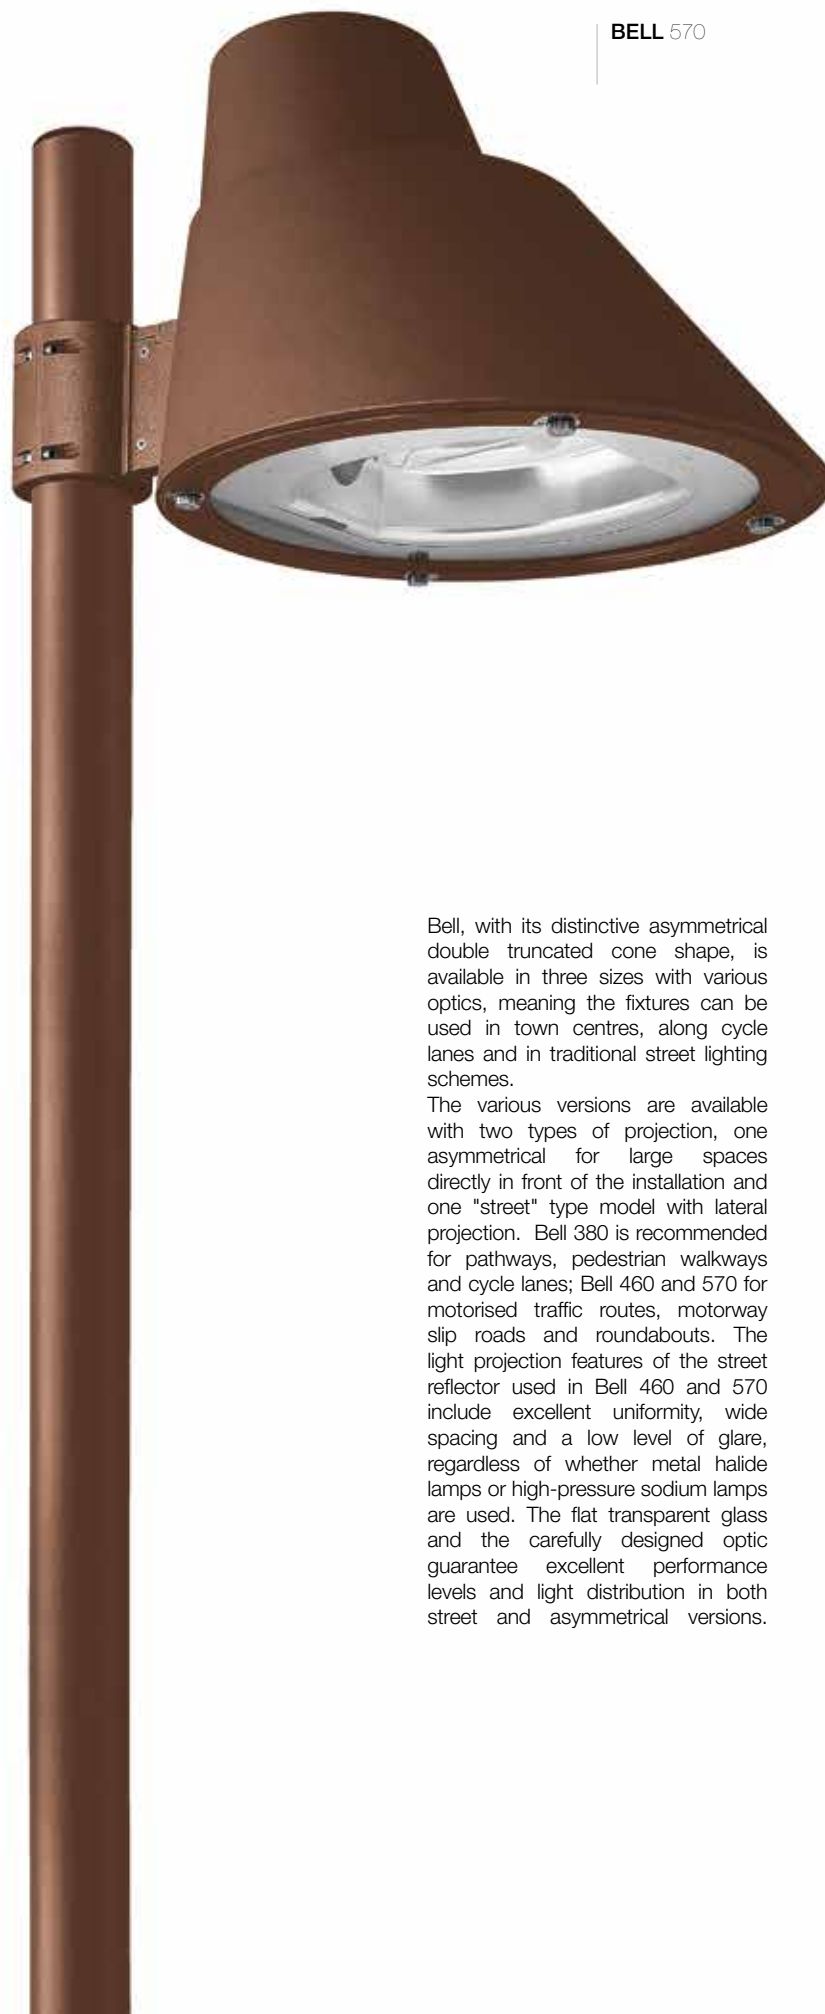 BELL 570
Bell, with its distinctive asymmetrical
double truncated cone shape, is
available in three sizes with various
optics, meaning the fixtures can be
used in town centres, along cycle
lanes and in traditional street lighting
schemes.
The various versions are available
with two types of projection, one
asymmetrical for large spaces
directly in front of the installation and
one "street" type model with lateral
projection. Bell 380 is recommended
for pathways, pedestrian walkways
and cycle lanes; Bell 460 and 570 for
motorised traffic routes, motorway
slip roads and roundabouts. The
light projection features of the street
reflector used in Bell 460 and 570
include excellent uniformity, wide
spacing and a low level of glare,
regardless of whether metal halide
lamps or high-pressure sodium lamps
are used. The flat transparent glass
and the carefully designed optic
guarantee excellent performance
levels and light distribution in both
street and asymmetrical versions.